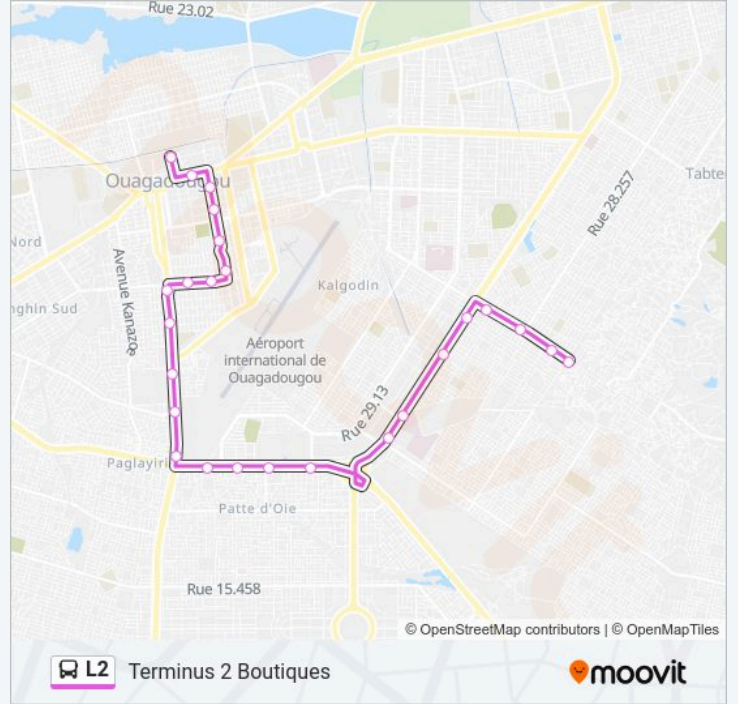 Rue 23.02
Ouagadougou
Tabte
Rue 28.257
Nord
Avenue Kanazoe
Kalgodin
nghin Sud
Aéroport
international de
Ouagadougou
Rue 29.13
Paglayiri
Patte d'Oie
Rue 15.458
© OpenStreetMap contributors | © OpenMapTiles
L2 Terminus 2 Boutiques
moovit